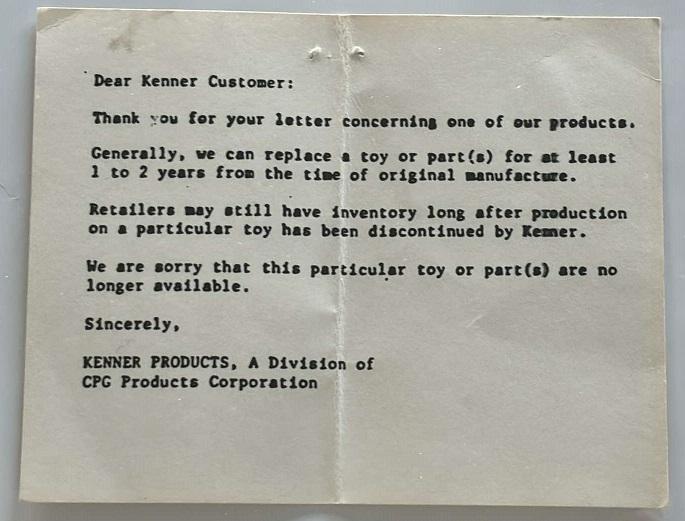 Dear Kenner Customer:
Thank you for your letter concerning one of our products.
Generally, we can replace a toy or part(s) for at least
1 to 2 years from the time of original manufacture.
Retailers may still have inventory long after production
on a particular toy has been discontinued by Kenner.
We are sorry that this particular toy or part(s) are no
longer available.
Sincerely,
KENNER PRODUCTS, A Division of
CPG Products Corporation